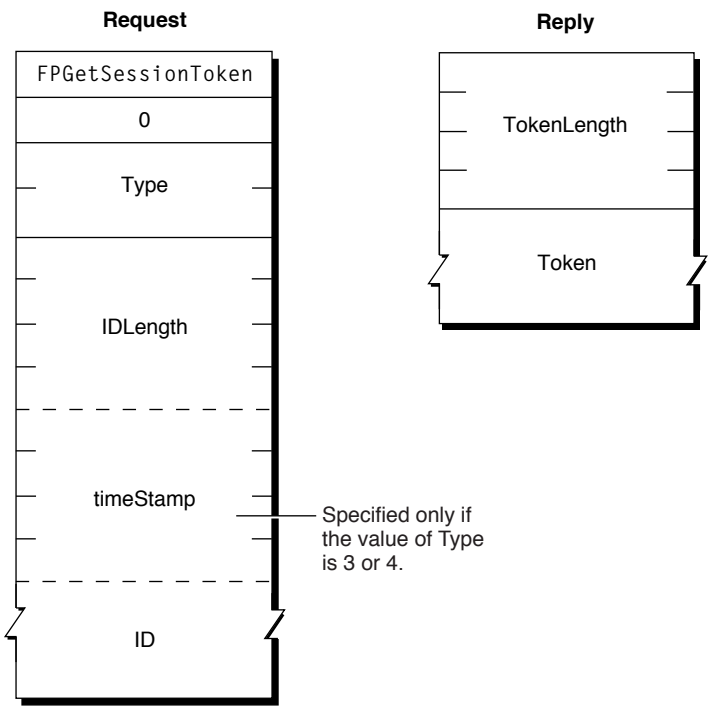 Request
FPGetSessionToken
0
Type
IDLength
timeStamp
Specified only if
the value of Type
is 3 or 4.
ID
Reply
TokenLength
Token